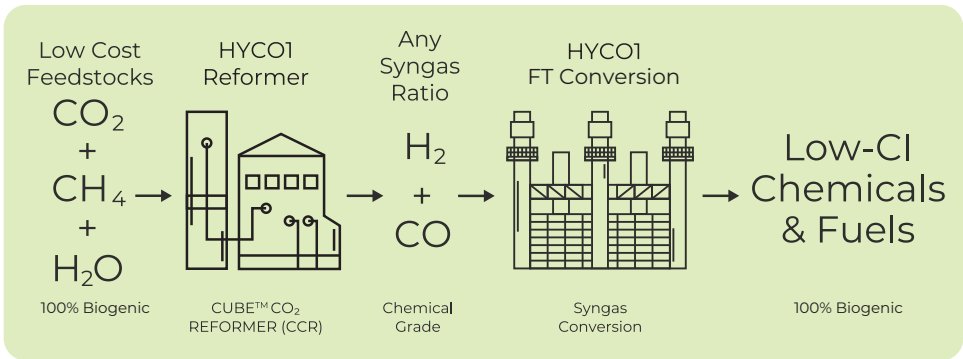 Low Cost
Feedstocks
CO₂
+
CH₄
+
H₂O
100% Biogenic
HYCO1
Reformer
CUBE™ CO₂
REFORMER (CCR)
Any
Syngas
Ratio
H₂
+
CO
Chemical
Grade
HYCO1
FT Conversion
Syngas
Conversion
Low-CI
Chemicals
& Fuels
100% Biogenic